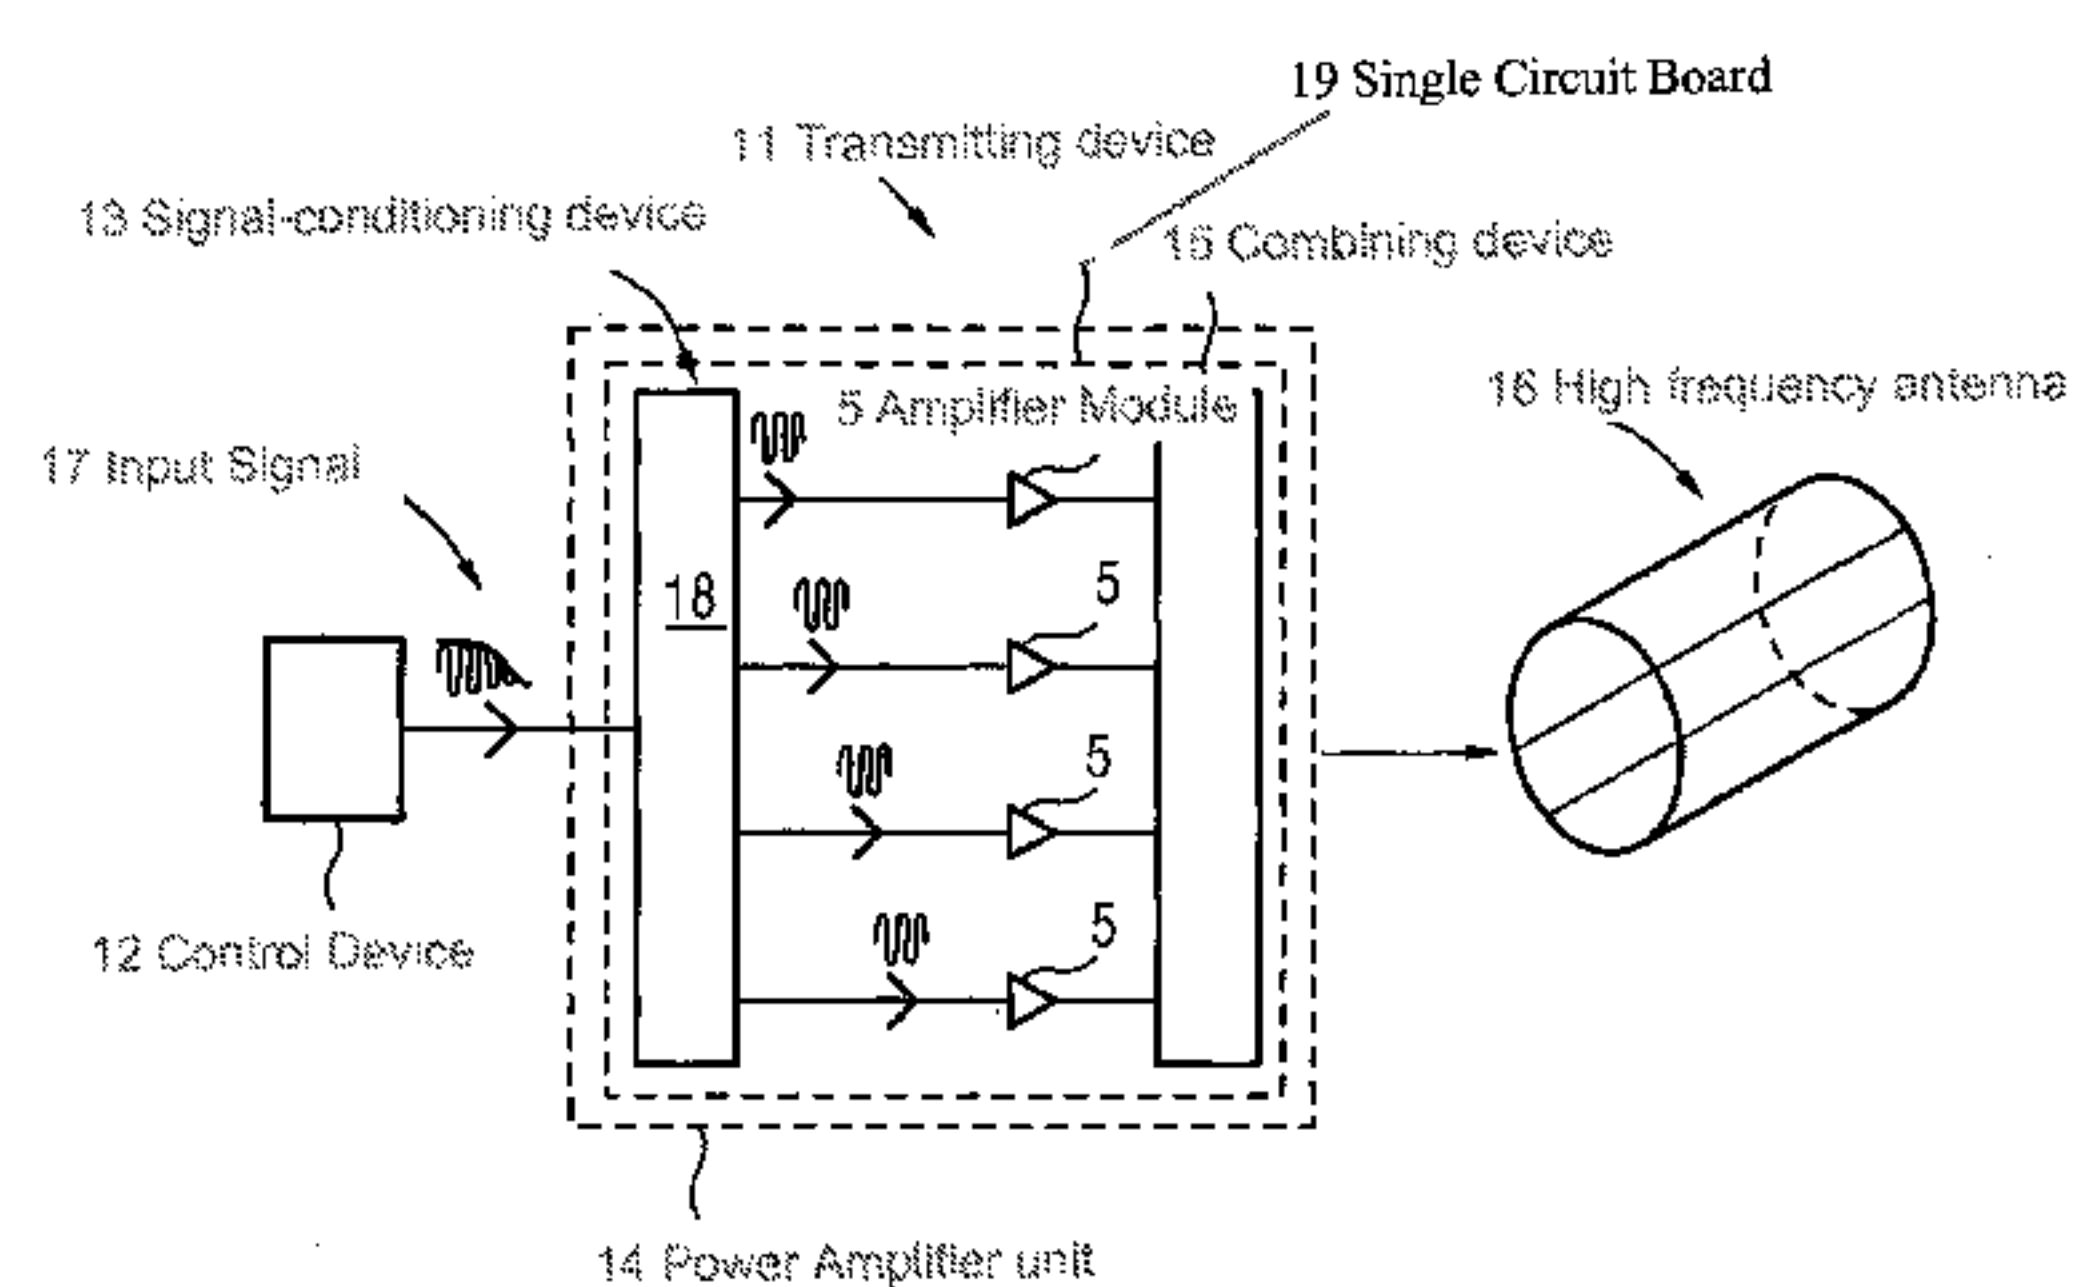 19 Single Circuit Board
11 Transmitting device
13 Signal-conditioning device
15 Combining device
5 Amplifier Module
16 High frequency antenna
17 Input Signal
18
5
5
5
12 Control Device
14 Power Amplifier unit